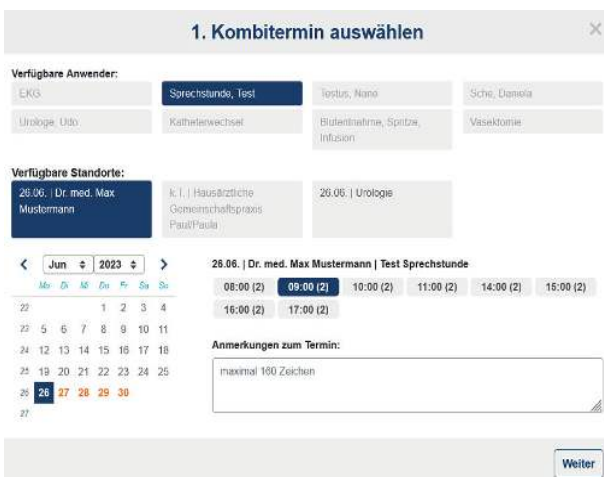 1. Kombitermin auswählen
×
Verfügbare Anwender:
EKG
Sprechstunde, Test
Testus, Nano
Sche, Daniela
Urologe, Udo
Katheterwechsel
Blutentnahme, Spritze,
Infusion
Vasektomie
Verfügbare Standorte:
26.06. | Dr. med. Max
Mustermann
k. I. | Hausärztliche
Gemeinschaftspraxis
Paul/Paula
26.06. | Urologie
Jun 2023
Mo Di Mi Do Fr Sa So
22 1 2 3 4
23 5 6 7 8 9 10 11
24 12 13 14 15 16 17 18
25 19 20 21 22 23 24 25
26 26 27 28 29 30
27
26.06. | Dr. med. Max Mustermann | Test Sprechstunde
08:00 (2) 09:00 (2) 10:00 (2) 11:00 (2) 14:00 (2) 15:00 (2)
16:00 (2) 17:00 (2)
Anmerkungen zum Termin:
maximal 160 Zeichen
Weiter